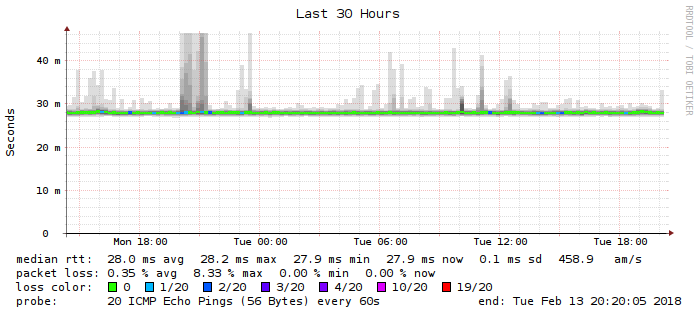 Last 30 Hours
RRDTOOL / TOBI OETIKER
Seconds
40 m
30 m
20 m
10 m
0
Mon 18:00 Tue 00:00 Tue 06:00 Tue 12:00 Tue 18:00
median rtt: 28.0 ms avg 28.2 ms max 27.9 ms min 27.9 ms now 0.1 ms sd 458.9 am/s
packet loss: 0.35 % avg 8.33 % max 0.00 % min 0.00 % now
loss color: 0 1/20 2/20 3/20 4/20 10/20 19/20
probe: 20 ICMP Echo Pings (56 Bytes) every 60s end: Tue Feb 13 20:20:05 2018